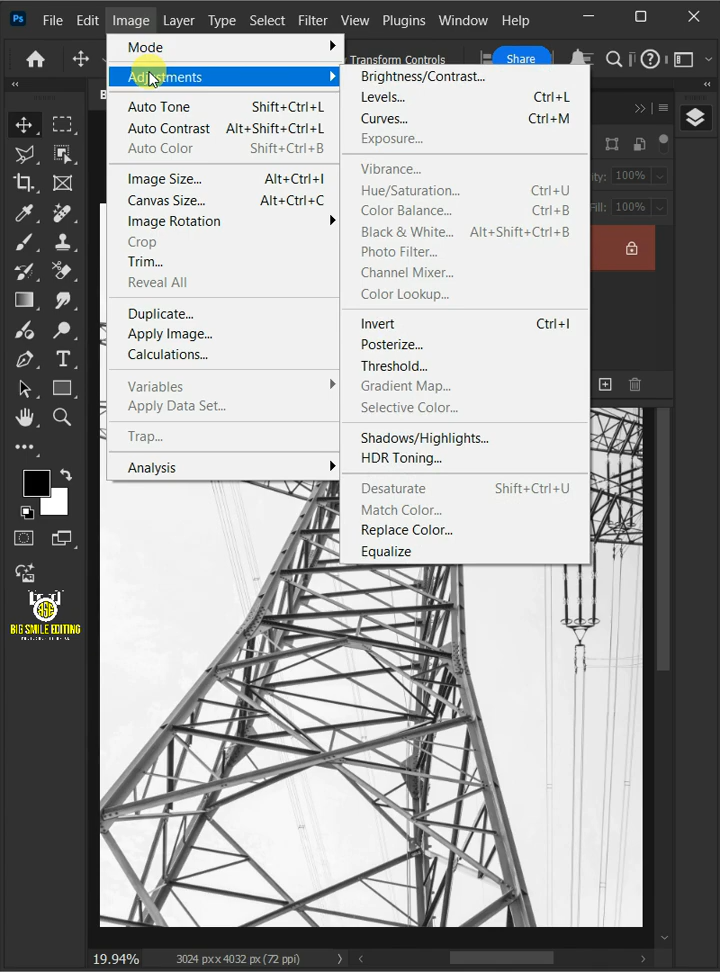 Ps File Edit Image Layer Type Select Filter View Plugins Window Help
Transform Controls Share
Mode
Adjustments
Auto Tone Shift+Ctrl+L
Auto Contrast Alt+Shift+Ctrl+L
Auto Color Shift+Ctrl+B
Image Size... Alt+Ctrl+I
Canvas Size... Alt+Ctrl+C
Image Rotation
Crop
Trim...
Reveal All
Duplicate...
Apply Image...
Calculations...
Variables
Apply Data Set...
Trap...
Analysis
Brightness/Contrast...
Levels... Ctrl+L
Curves... Ctrl+M
Exposure...
Vibrance...
Hue/Saturation... Ctrl+U
Color Balance... Ctrl+B
Black & White... Alt+Shift+Ctrl+B
Photo Filter...
Channel Mixer...
Color Lookup...
Invert Ctrl+I
Posterize...
Threshold...
Gradient Map...
Selective Color...
Shadows/Highlights...
HDR Toning...
Desaturate Shift+Ctrl+U
Match Color...
Replace Color...
Equalize
100%
Fill: 100%
BIG SMILE EDITING
19.94% 3024 px x 4032 px (72 ppi)